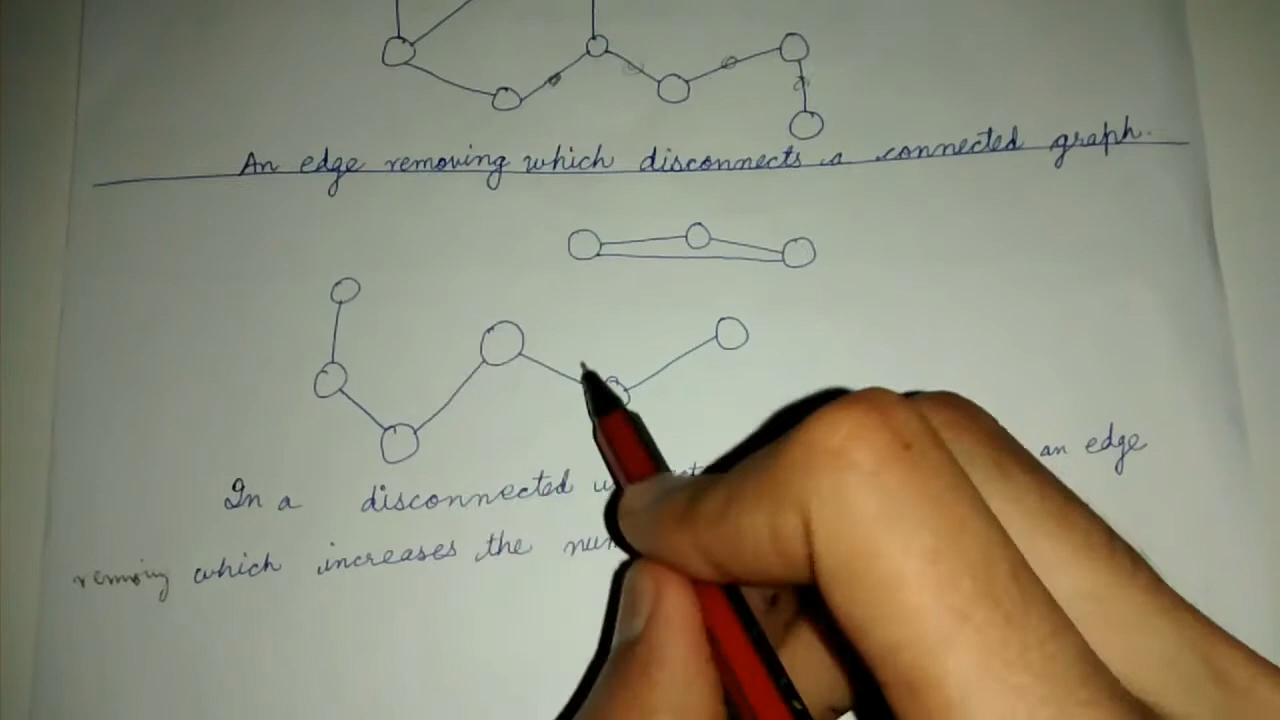 An edge removing which disconnects a connected graph.
In a disconnected an edge
removing which increases the